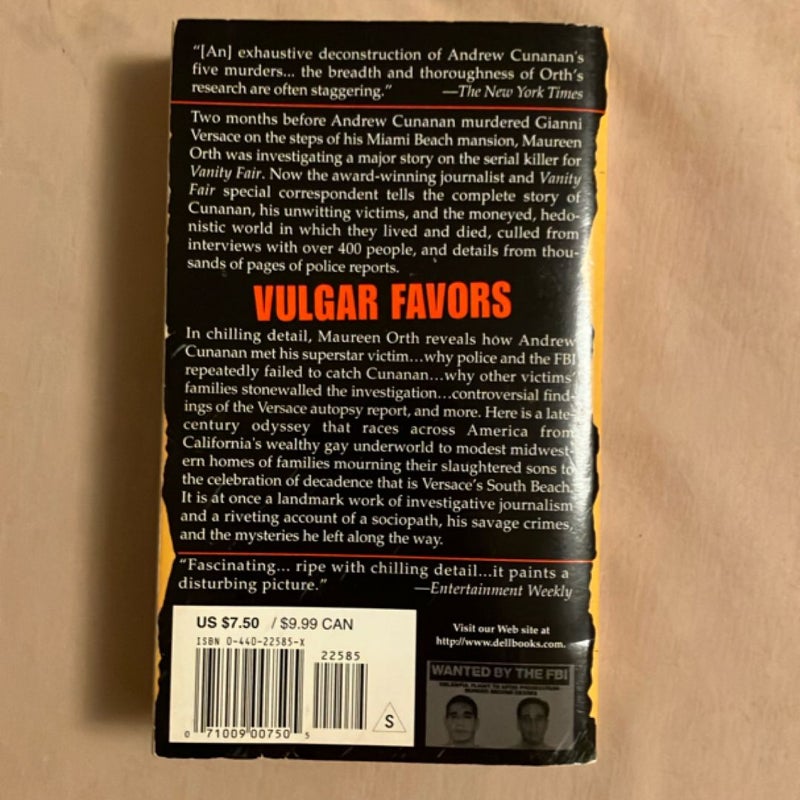 “[An] exhaustive deconstruction of Andrew Cunanan's
five murders... the breadth and thoroughness of Orth's
research are often staggering.” —The New York Times
Two months before Andrew Cunanan murdered Gianni
Versace on the steps of his Miami Beach mansion, Maureen
Orth was investigating a major story on the serial killer for
Vanity Fair. Now the award-winning journalist and Vanity
Fair special correspondent tells the complete story of
Cunanan, his unwitting victims, and the moneyed, hedo-
nistic world in which they lived and died, culled from
interviews with over 400 people, and details from thou-
sands of pages of police reports.
VULGAR FAVORS
In chilling detail, Maureen Orth reveals how Andrew
Cunanan met his superstar victim...why police and the FBI
repeatedly failed to catch Cunanan...why other victims'
families stonewalled the investigation...controversial find-
ings of the Versace autopsy report, and more. Here is a late-
century odyssey that races across America from
California's wealthy gay underworld to modest midwest-
ern homes of families mourning their slaughtered sons to
the celebration of decadence that is Versace's South Beach.
It is at once a landmark work of investigative journalism
and a riveting account of a sociopath, his savage crimes,
and the mysteries he left along the way.
“Fascinating... ripe with chilling detail...it paints a
disturbing picture.” —Entertainment Weekly
US $7.50 / $9.99 CAN
ISBN 0-440-22585-X
22585
0 71009 00750 5
S
Visit our Web site at
http://www.dellbooks.com.
WANTED BY THE FBI